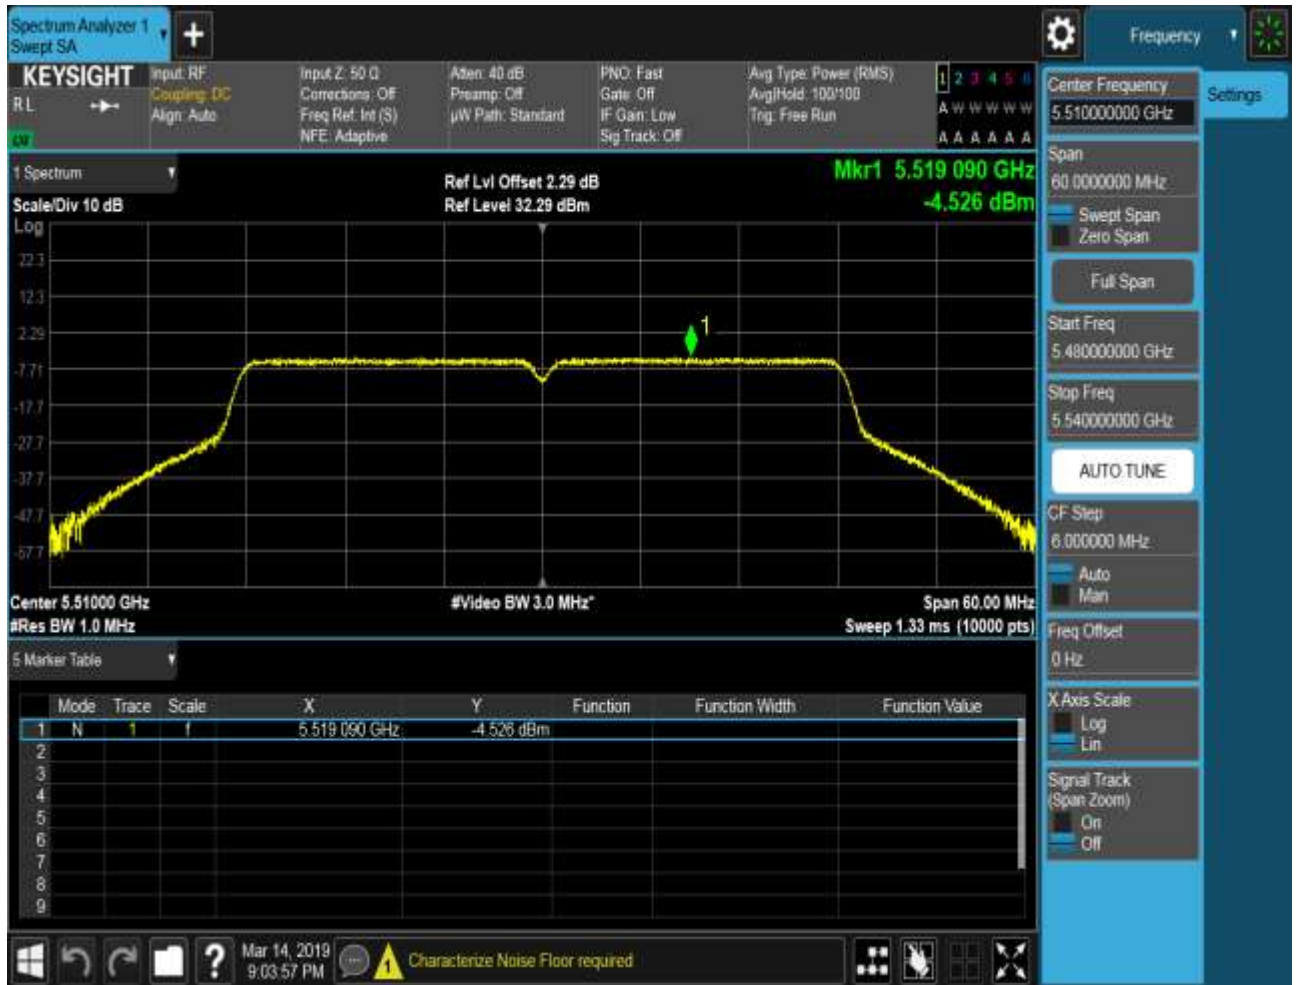 Spectrum Analyzer 1
Swept SA
+
Frequency
KEYSIGHT
Input: RF
Input Z: 50 Ω
Atten: 40 dB
PNO: Fast
Avg Type: Power (RMS)
1 2 3 4 5 6
RL
Coupling: DC
Corrections: Off
Preamp: Off
Gate: Off
Avg|Hold: 100/100
A W W W W W
Align: Auto
Freq Ref: Int (S)
µW Path: Standard
IF Gain: Low
Trig: Free Run
NFE: Adaptive
Sig Track: Off
A A A A A A
1 Spectrum
Ref Lvl Offset 2.29 dB
Mkr1 5.519 090 GHz
Scale/Div 10 dB
Ref Level 32.29 dBm
-4.526 dBm
Log
22.3
12.3
2.29
-7.71
-17.7
-27.7
-37.7
-47.7
-57.7
1
Center 5.51000 GHz
#Video BW 3.0 MHz*
Span 60.00 MHz
#Res BW 1.0 MHz
Sweep 1.33 ms (10000 pts)
5 Marker Table
Mode Trace Scale X Y Function Function Width Function Value
1 N 1 f 5.519 090 GHz -4.526 dBm
2
3
4
5
6
7
8
9
Center Frequency
5.510000000 GHz
Settings
Span
60.0000000 MHz
Swept Span
Zero Span
Full Span
Start Freq
5.480000000 GHz
Stop Freq
5.540000000 GHz
AUTO TUNE
CF Step
6.000000 MHz
Auto
Man
Freq Offset
0 Hz
X Axis Scale
Log
Lin
Signal Track
(Span Zoom)
On
Off
?
Mar 14, 2019
9:03:57 PM
1
Characterize Noise Floor required